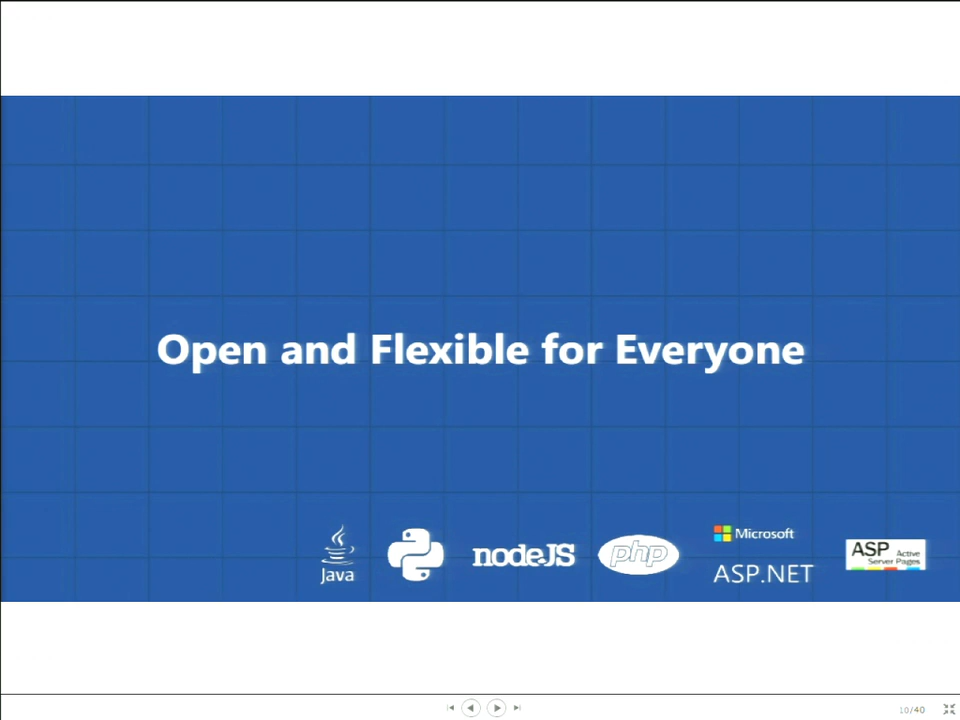 Open and Flexible for Everyone
Java
nodeJS
php
Microsoft
ASP.NET
ASP Active
Server Pages
10/40